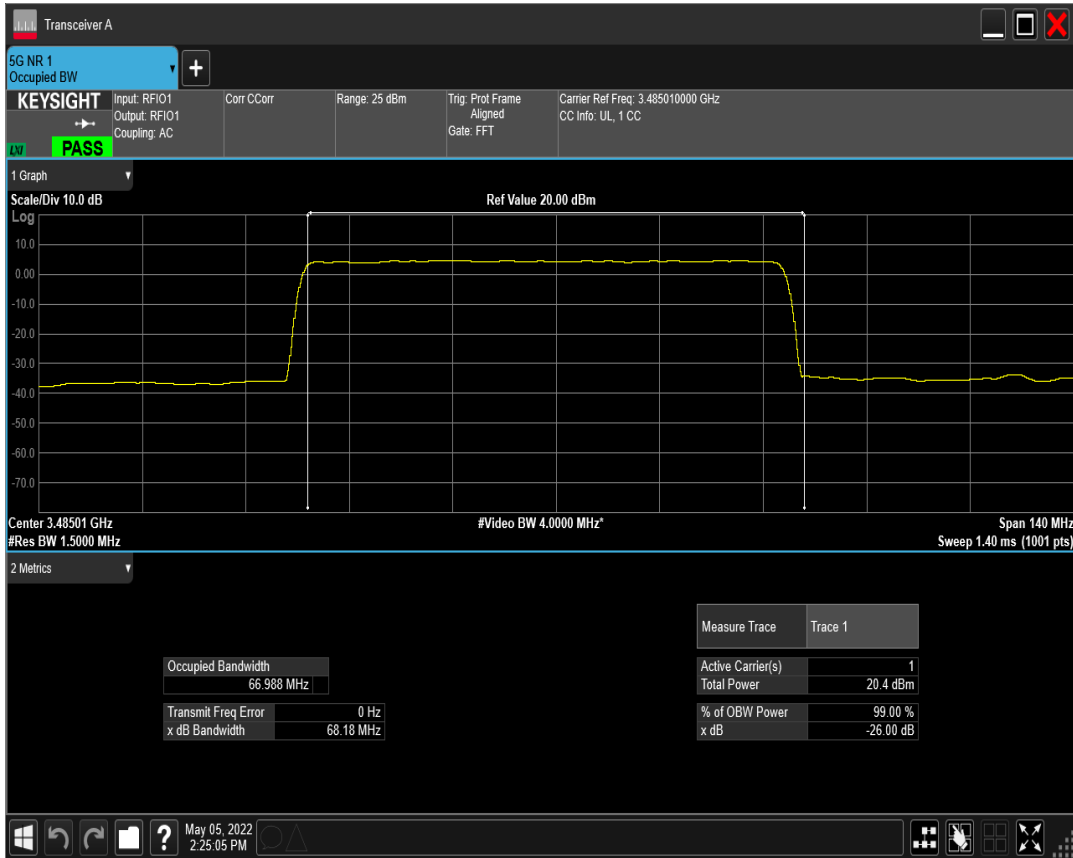 Transceiver A
5G NR 1
Occupied BW
+
KEYSIGHT
LXI
PASS
Input: RFIO1
Output: RFIO1
Coupling: AC
Corr CCorr
Range: 25 dBm
Trig: Prot Frame
Aligned
Gate: FFT
Carrier Ref Freq: 3.485010000 GHz
CC Info: UL, 1 CC
1 Graph
Scale/Div 10.0 dB
Ref Value 20.00 dBm
Log
10.0
0.00
-10.0
-20.0
-30.0
-40.0
-50.0
-60.0
-70.0
Center 3.48501 GHz
#Video BW 4.0000 MHz*
Span 140 MHz
#Res BW 1.5000 MHz
Sweep 1.40 ms (1001 pts)
2 Metrics
Measure Trace Trace 1
Occupied Bandwidth
66.988 MHz
Active Carrier(s) 1
Total Power 20.4 dBm
Transmit Freq Error 0 Hz
x dB Bandwidth 68.18 MHz
% of OBW Power 99.00 %
x dB -26.00 dB
?
May 05, 2022
2:25:05 PM